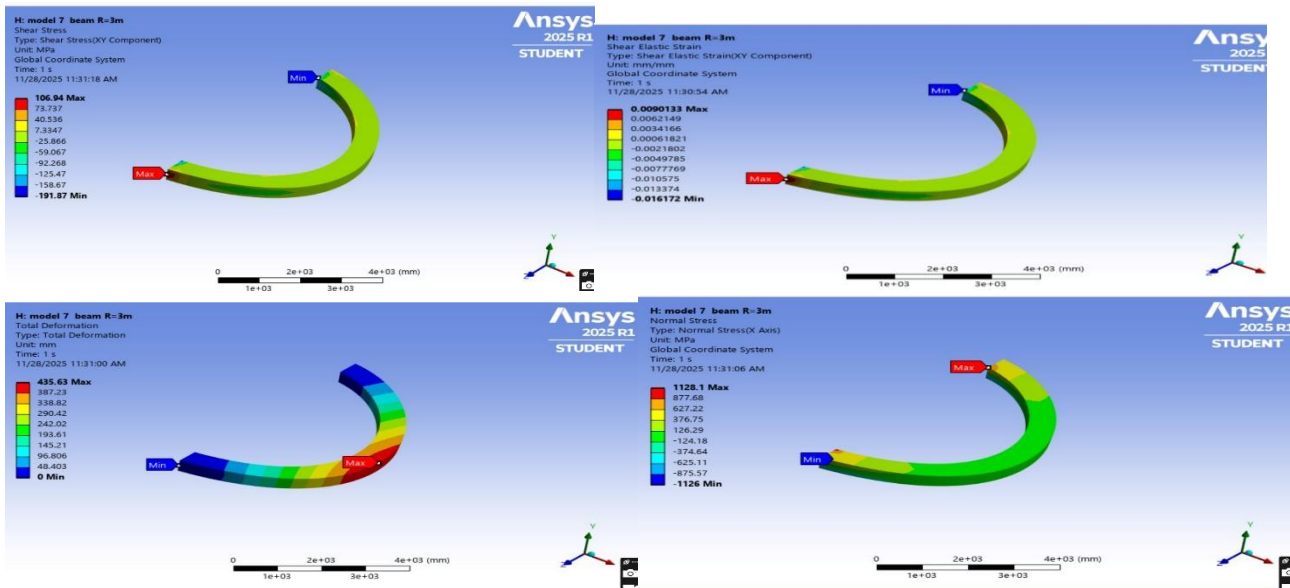 H: model 7 beam R=3m
Shear Stress
Type: Shear Stress(XY Component)
Unit: MPa
Global Coordinate System
Time: 1 s
11/28/2025 11:31:18 AM
106.94 Max
73.737
40.536
7.3347
-25.866
-59.067
-92.268
-125.47
-158.67
-191.87 Min
Min
Max
Ansys
2025 R1
STUDENT
0 2e+03 4e+03 (mm)
1e+03 3e+03
Y
Z
H: model 7 beam R=3m
Shear Elastic Strain
Type: Shear Elastic Strain(XY Component)
Unit: mm/mm
Global Coordinate System
Time: 1 s
11/28/2025 11:30:54 AM
0.0090133 Max
0.0062149
0.0034166
0.00061821
-0.0021802
-0.0049785
-0.0077769
-0.010575
-0.013374
-0.016172 Min
Min
Max
Ansys
2025
STUDENT
0 2e+03 4e+03 (mm)
1e+03 3e+03
Y
Z
H: model 7 beam R=3m
Total Deformation
Type: Total Deformation
Unit: mm
Time: 1 s
11/28/2025 11:31:00 AM
435.63 Max
387.23
338.82
290.42
242.02
193.61
145.21
96.806
48.403
0 Min
Min
Max
Ansys
2025 R1
STUDENT
0 2e+03 4e+03 (mm)
1e+03 3e+03
Y
Z
H: model 7 beam R=3m
Normal Stress
Type: Normal Stress(X Axis)
Unit: MPa
Global Coordinate System
Time: 1 s
11/28/2025 11:31:06 AM
1128.1 Max
877.68
627.22
376.75
126.29
-124.18
-374.64
-625.11
-875.57
-1126 Min
Max
Min
Ansys
2025 R1
STUDENT
0 2e+03 4e+03 (mm)
1e+03 3e+03
Y
Z